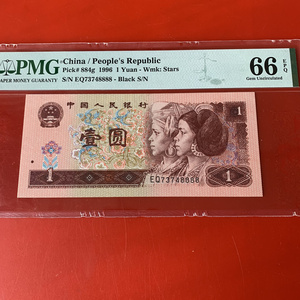 PMG
PAPER MONEY GUARANTY
China / People's Republic
Pick# 884g 1996 1 Yuan - Wmk: Stars
S/N EQ73748888 - Black S/N
66 EPQ
Gem Uncirculated
中国人民银行
1
壹圆
1
1
EQ73748888